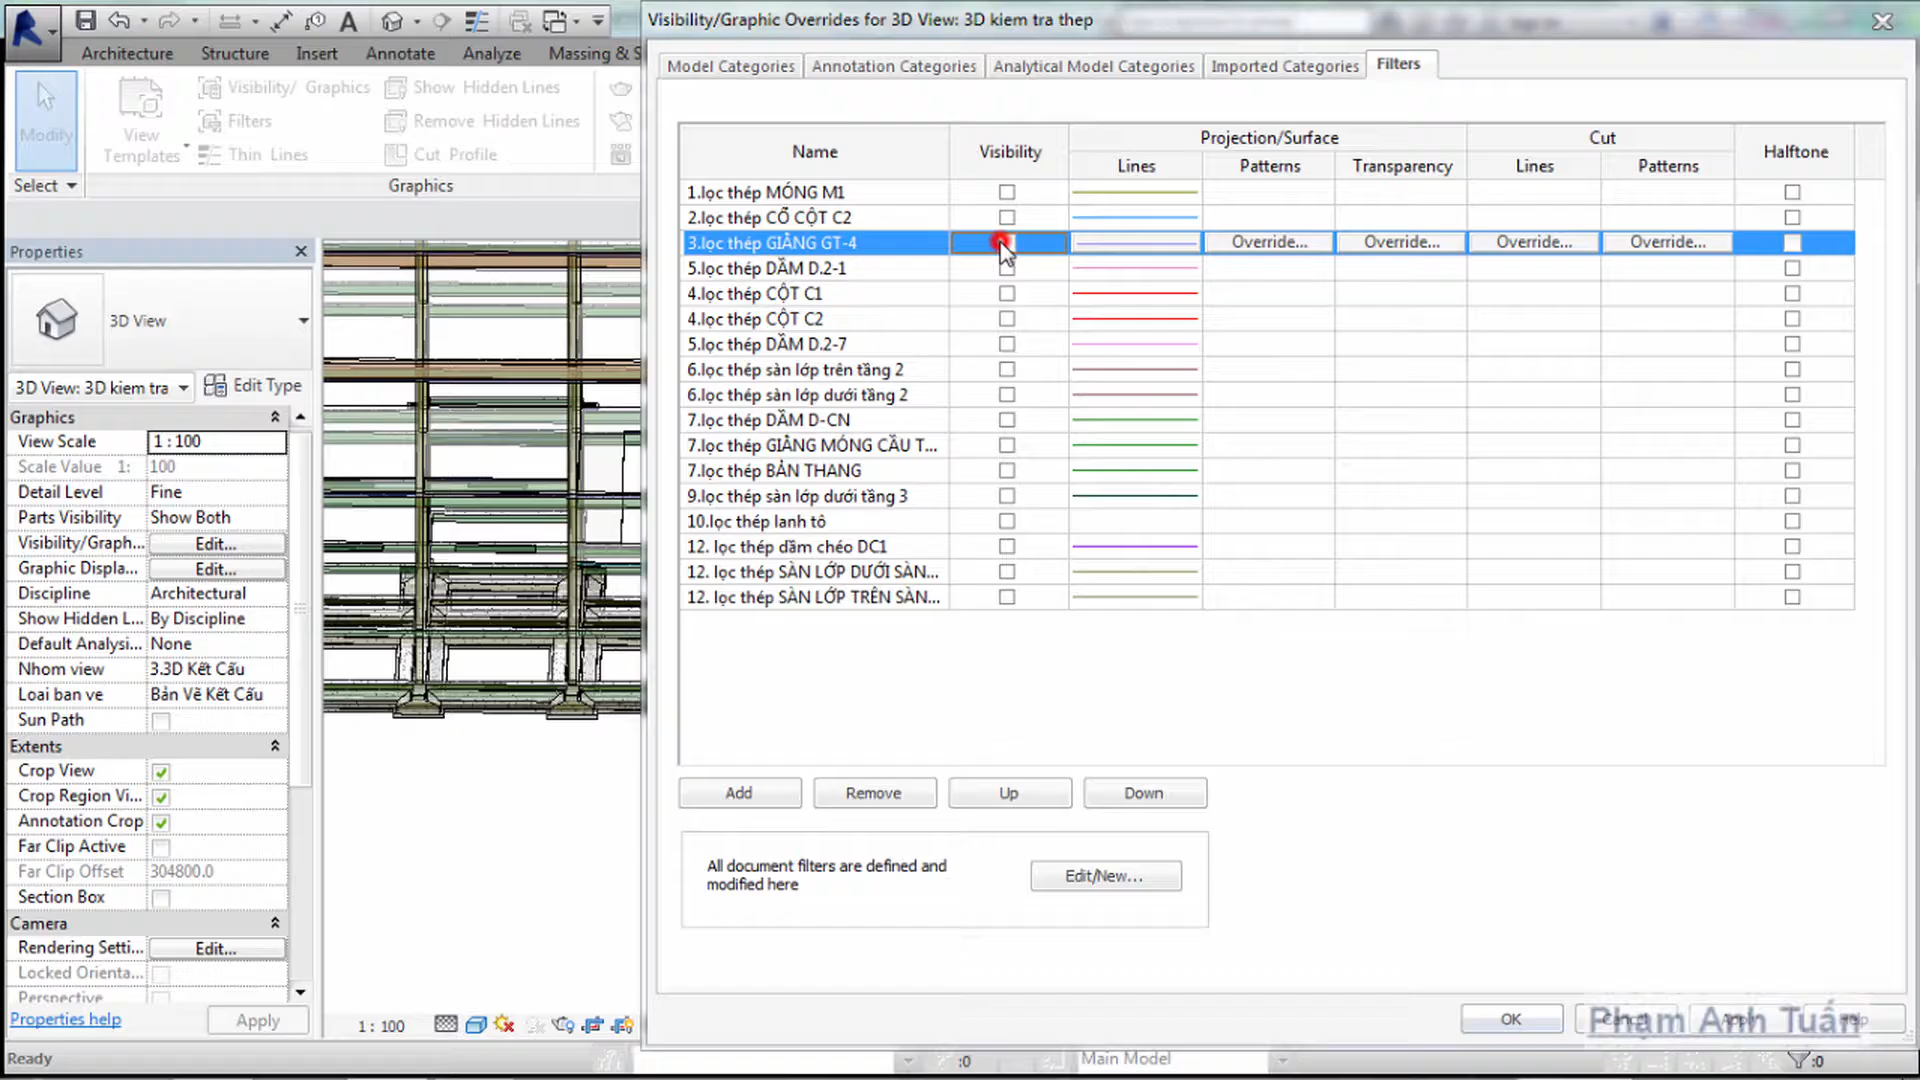 Visibility/Graphic Overrides for 3D View: 3D kiem tra thep
Architecture Structure Insert Annotate Analyze Massing & S
Model Categories Annotation Categories Analytical Model Categories Imported Categories Filters
Modify
View
Templates
Visibility/ Graphics
Filters
Thin Lines
Show Hidden Lines
Remove Hidden Lines
Cut Profile
Select
Graphics
Name Visibility Projection/Surface Cut Halftone
Lines Patterns Transparency Lines Patterns
1.lọc thép MÓNG M1
2.lọc thép CỔ CỘT C2
3.lọc thép GIẰNG GT-4 Override... Override... Override... Override...
5.lọc thép DẦM D.2-1
4.lọc thép CỘT C1
4.lọc thép CỘT C2
5.lọc thép DẦM D.2-7
6.lọc thép sàn lớp trên tầng 2
6.lọc thép sàn lớp dưới tầng 2
7.lọc thép DẦM D-CN
7.lọc thép GIẰNG MÓNG CẦU T...
7.lọc thép BẢN THANG
9.lọc thép sàn lớp dưới tầng 3
10.lọc thép lanh tô
12. lọc thép dầm chéo DC1
12. lọc thép SÀN LỚP DƯỚI SÀN...
12. lọc thép SÀN LỚP TRÊN SÀN...
Add Remove Up Down
All document filters are defined and
modified here
Edit/New...
OK
Phạm Anh Tuấn
Properties
3D View
3D View: 3D kiem tra Edit Type
Graphics
View Scale 1 : 100
Scale Value 1: 100
Detail Level Fine
Parts Visibility Show Both
Visibility/Graph... Edit...
Graphic Displa... Edit...
Discipline Architectural
Show Hidden L... By Discipline
Default Analysi... None
Nhom view 3.3D Kết Cấu
Loai ban ve Bản Vẽ Kết Cấu
Sun Path
Extents
Crop View
Crop Region Vi...
Annotation Crop
Far Clip Active
Far Clip Offset 304800.0
Section Box
Camera
Rendering Setti... Edit...
Locked Orienta...
Perspective
Properties help Apply
1 : 100
Ready :0 Main Model :0